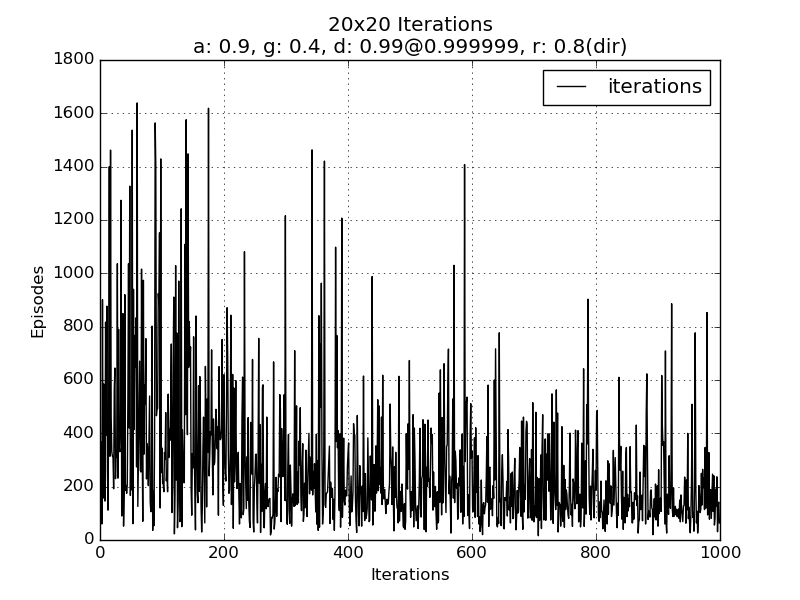 20x20 Iterations
a: 0.9, g: 0.4, d: 0.99@0.999999, r: 0.8(dir)
iterations
1800
1600
1400
1200
1000
800
600
400
200
0
Episodes
0 200 400 600 800 1000
Iterations